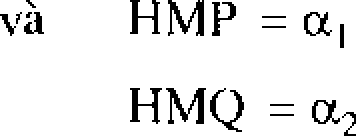 và HMP = α₁
HMQ = α₂